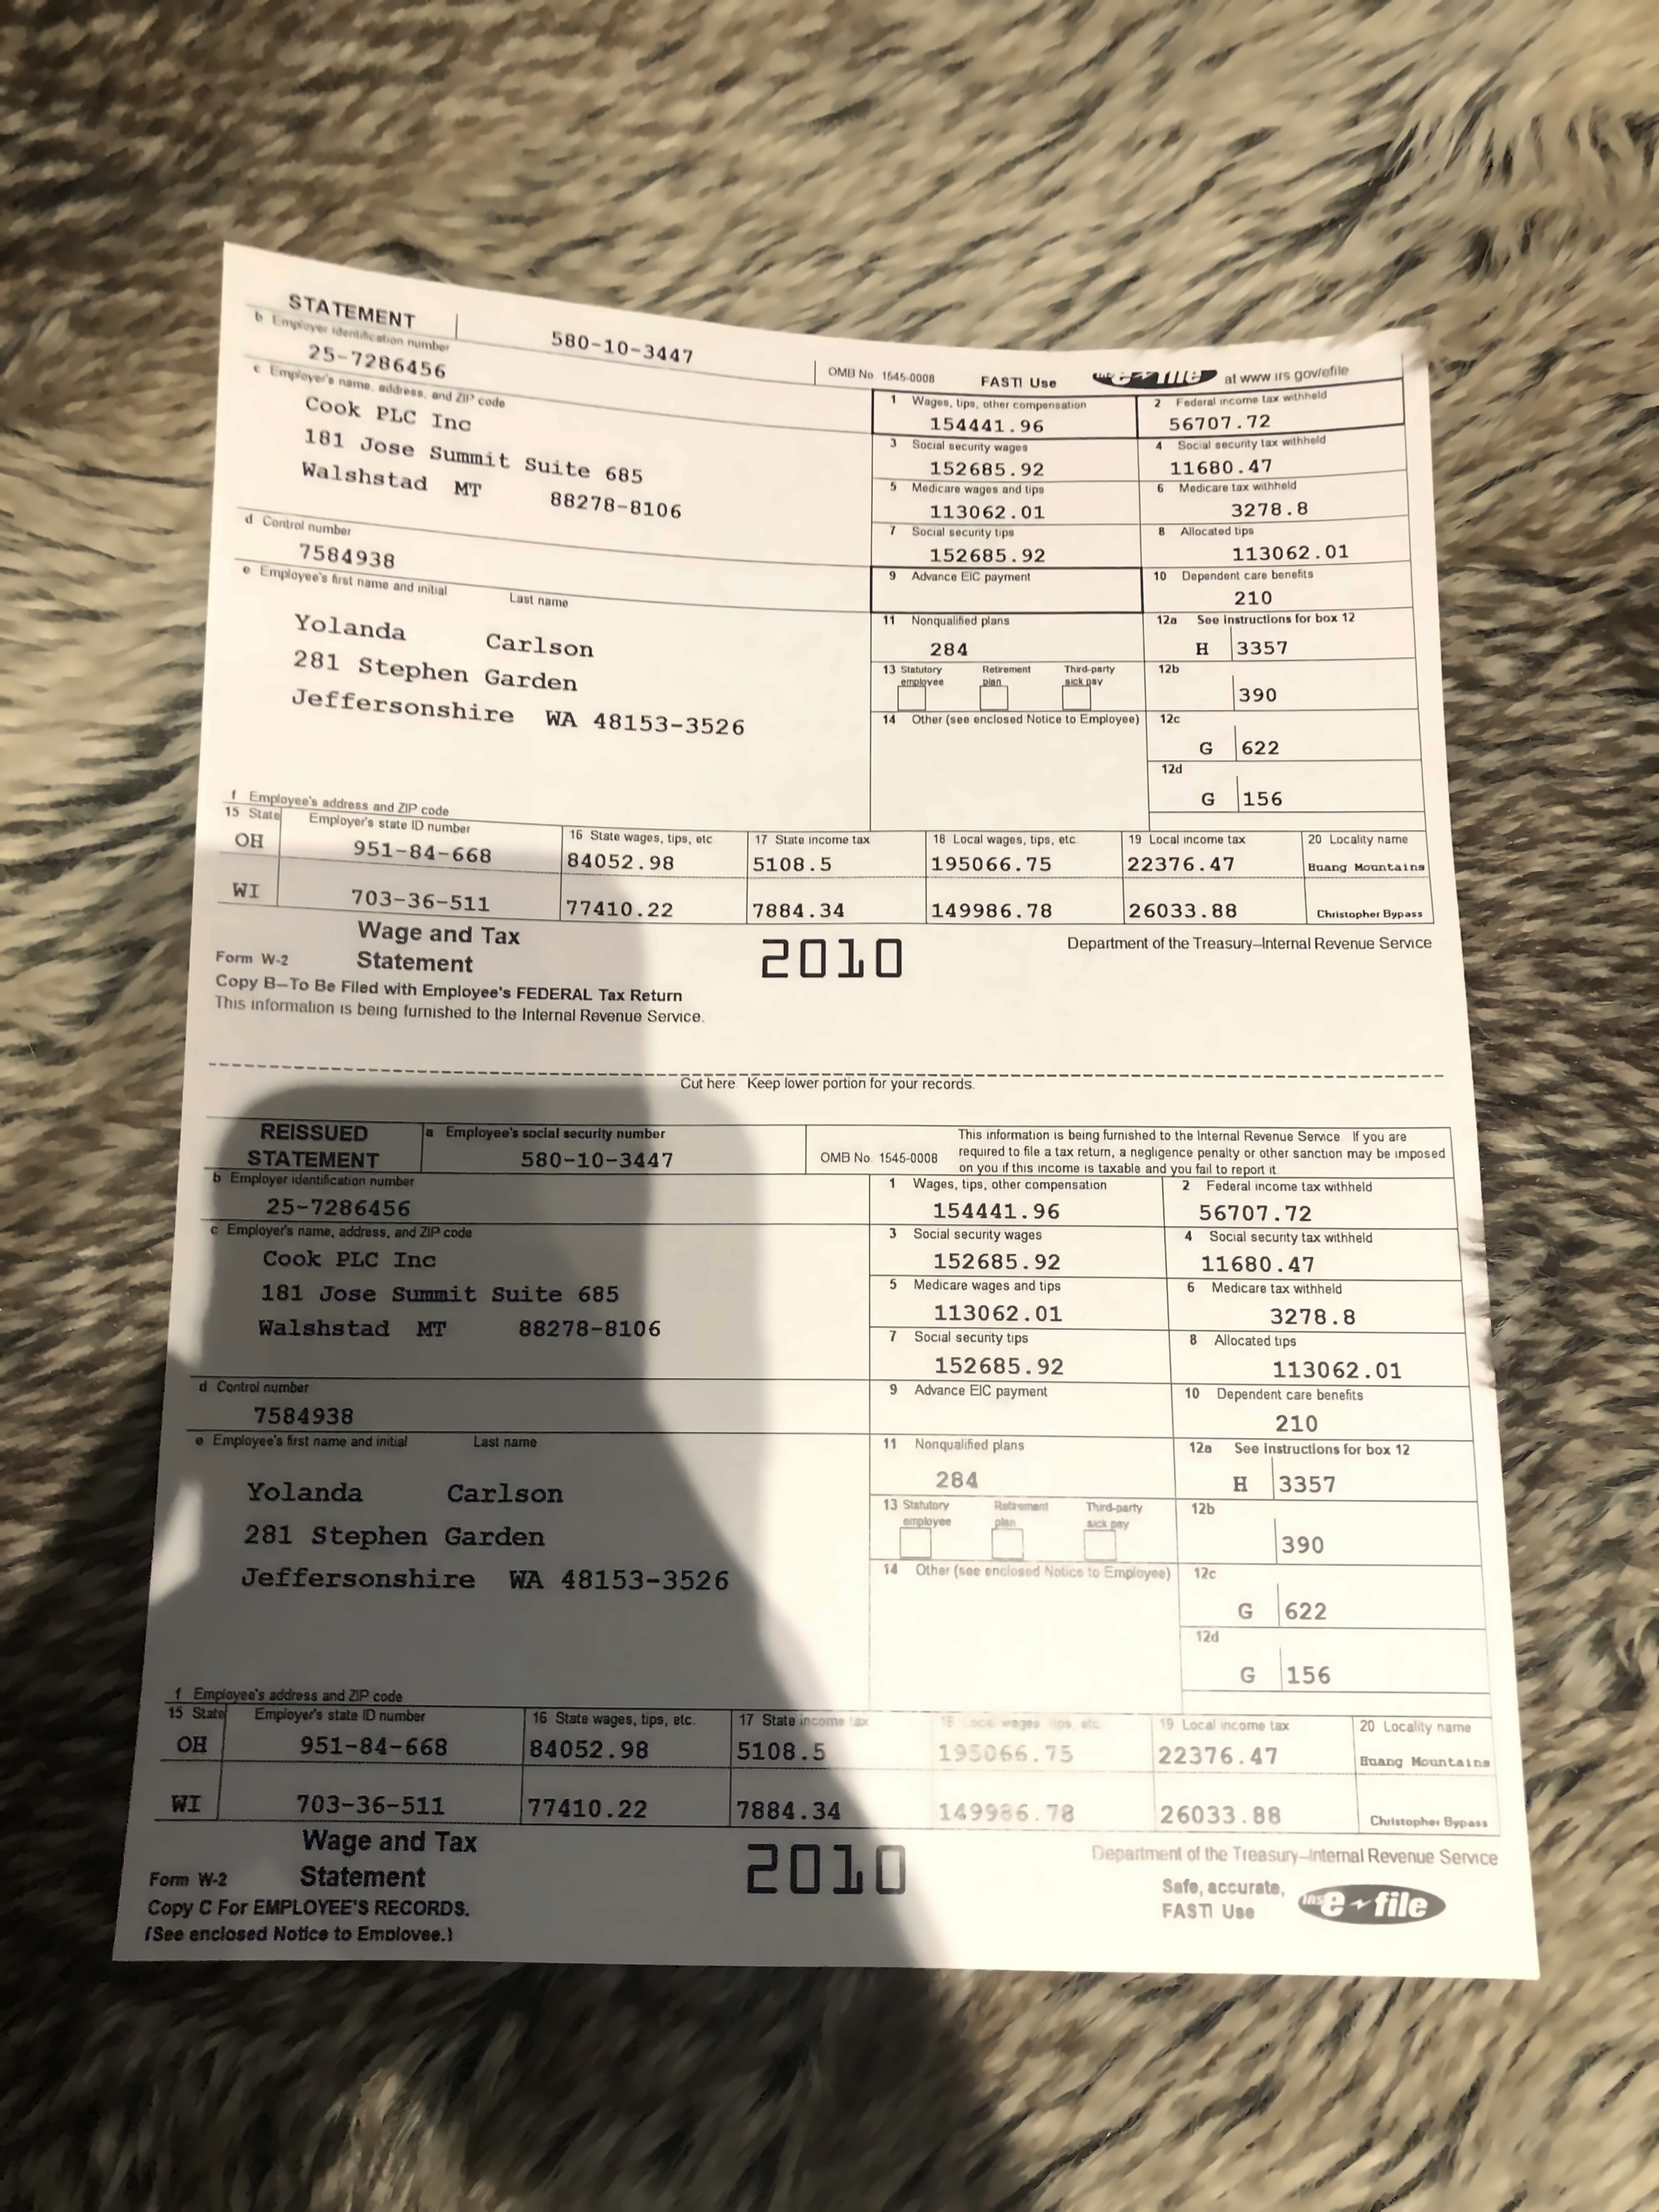 STATEMENT 580-10-3447
OMB No. 1545-0008 FAST! Use e-file at www irs gov/efile
b Employer identification number
25-7286456
c Employer's name, address, and ZIP code
Cook PLC Inc
181 Jose Summit Suite 685
Walshstad MT 88278-8106
d Control number
7584938
e Employee's first name and initial Last name
Yolanda Carlson
281 Stephen Garden
Jeffersonshire WA 48153-3526
f Employee's address and ZIP code
1 Wages, tips, other compensation 2 Federal income tax withheld
154441.96 56707.72
3 Social security wages 4 Social security tax withheld
152685.92 11680.47
5 Medicare wages and tips 6 Medicare tax withheld
113062.01 3278.8
7 Social security tips 8 Allocated tips
152685.92 113062.01
9 Advance EIC payment 10 Dependent care benefits
210
11 Nonqualified plans 12a See instructions for box 12
284 H 3357
13 Statutory employee Retirement plan Third-party sick pay 12b
390
14 Other (see enclosed Notice to Employee) 12c
G 622
12d
G 156
15 State Employer's state ID number 16 State wages, tips, etc 17 State income tax 18 Local wages, tips, etc. 19 Local income tax 20 Locality name
OH 951-84-668 84052.98 5108.5 195066.75 22376.47 Huang Mountains
WI 703-36-511 77410.22 7884.34 149986.78 26033.88 Christopher Bypass
Wage and Tax
Form W-2 Statement 2010 Department of the Treasury–Internal Revenue Service
Copy B–To Be Filed with Employee's FEDERAL Tax Return
This information is being furnished to the Internal Revenue Service.
Cut here. Keep lower portion for your records.
REISSUED STATEMENT a Employee's social security number
580-10-3447
OMB No. 1545-0008
This information is being furnished to the Internal Revenue Service If you are
required to file a tax return, a negligence penalty or other sanction may be imposed
on you if this income is taxable and you fail to report it
b Employer identification number
25-7286456
c Employer's name, address, and ZIP code
Cook PLC Inc
181 Jose Summit Suite 685
Walshstad MT 88278-8106
d Control number
7584938
e Employee's first name and initial Last name
Yolanda Carlson
281 Stephen Garden
Jeffersonshire WA 48153-3526
f Employee's address and ZIP code
1 Wages, tips, other compensation 2 Federal income tax withheld
154441.96 56707.72
3 Social security wages 4 Social security tax withheld
152685.92 11680.47
5 Medicare wages and tips 6 Medicare tax withheld
113062.01 3278.8
7 Social security tips 8 Allocated tips
152685.92 113062.01
9 Advance EIC payment 10 Dependent care benefits
210
11 Nonqualified plans 12a See instructions for box 12
284 H 3357
13 Statutory employee Retirement plan Third-party sick pay 12b
390
14 Other (see enclosed Notice to Employee) 12c
G 622
12d
G 156
15 State Employer's state ID number 16 State wages, tips, etc. 17 State income tax 18 Local wages, tips, etc. 19 Local income tax 20 Locality name
OH 951-84-668 84052.98 5108.5 195066.75 22376.47 Huang Mountains
WI 703-36-511 77410.22 7884.34 149986.78 26033.88 Christopher Bypass
Wage and Tax
Form W-2 Statement 2010 Department of the Treasury–Internal Revenue Service
Copy C For EMPLOYEE'S RECORDS.
(See enclosed Notice to Employee.)
Safe, accurate,
FAST! Use IRS e-file